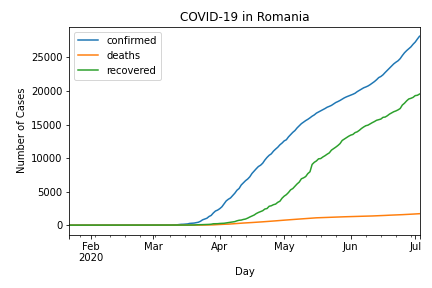 COVID-19 in Romania
confirmed
deaths
recovered
Number of Cases
25000
20000
15000
10000
5000
0
Feb Mar Apr May Jun Jul
2020
Day